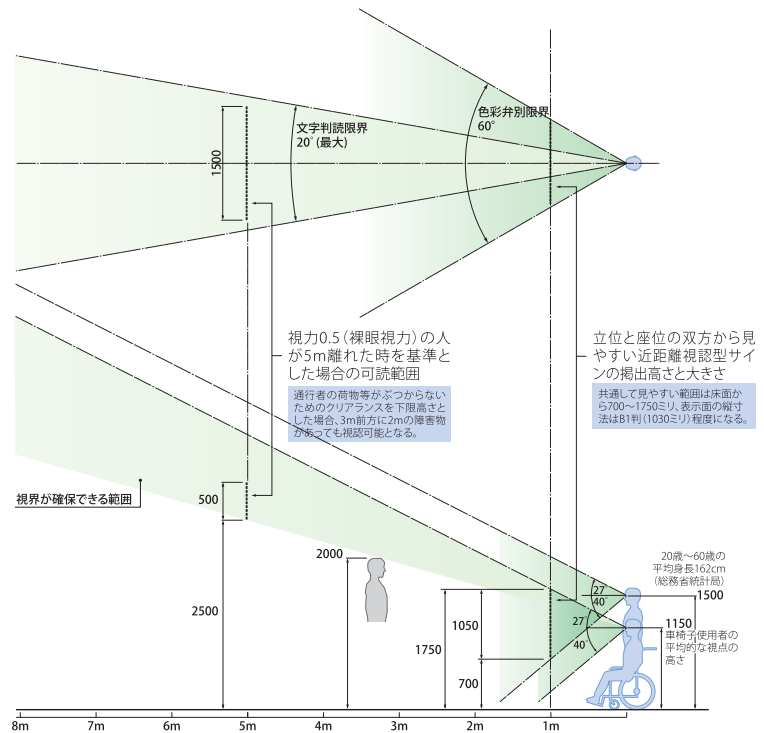 色彩弁別限界
60°
文字判読限界
20°(最大)
1500
視力0.5（裸眼視力）の人
が5m離れた時を基準と
した場合の可読範囲
通行者の荷物等がぶつからない
ためのクリアランスを下限高さと
した場合、3m前方に2mの障害物
があっても視認可能となる。
立位と座位の双方から見
やすい近距離視認型サイ
ンの掲出高さと大きさ
共通して見やすい範囲は床面か
ら700〜1750ミリ、表示面の縦寸
法はB1判（1030ミリ）程度になる。
視界が確保できる範囲
500
2500
2000
1750
1050
700
27°
40°
27°
40°
20歳〜60歳の
平均身長162cm
（総務省統計局）
1500
1150
車椅子使用者の
平均的な視点の
高さ
8m
7m
6m
5m
4m
3m
2m
1m